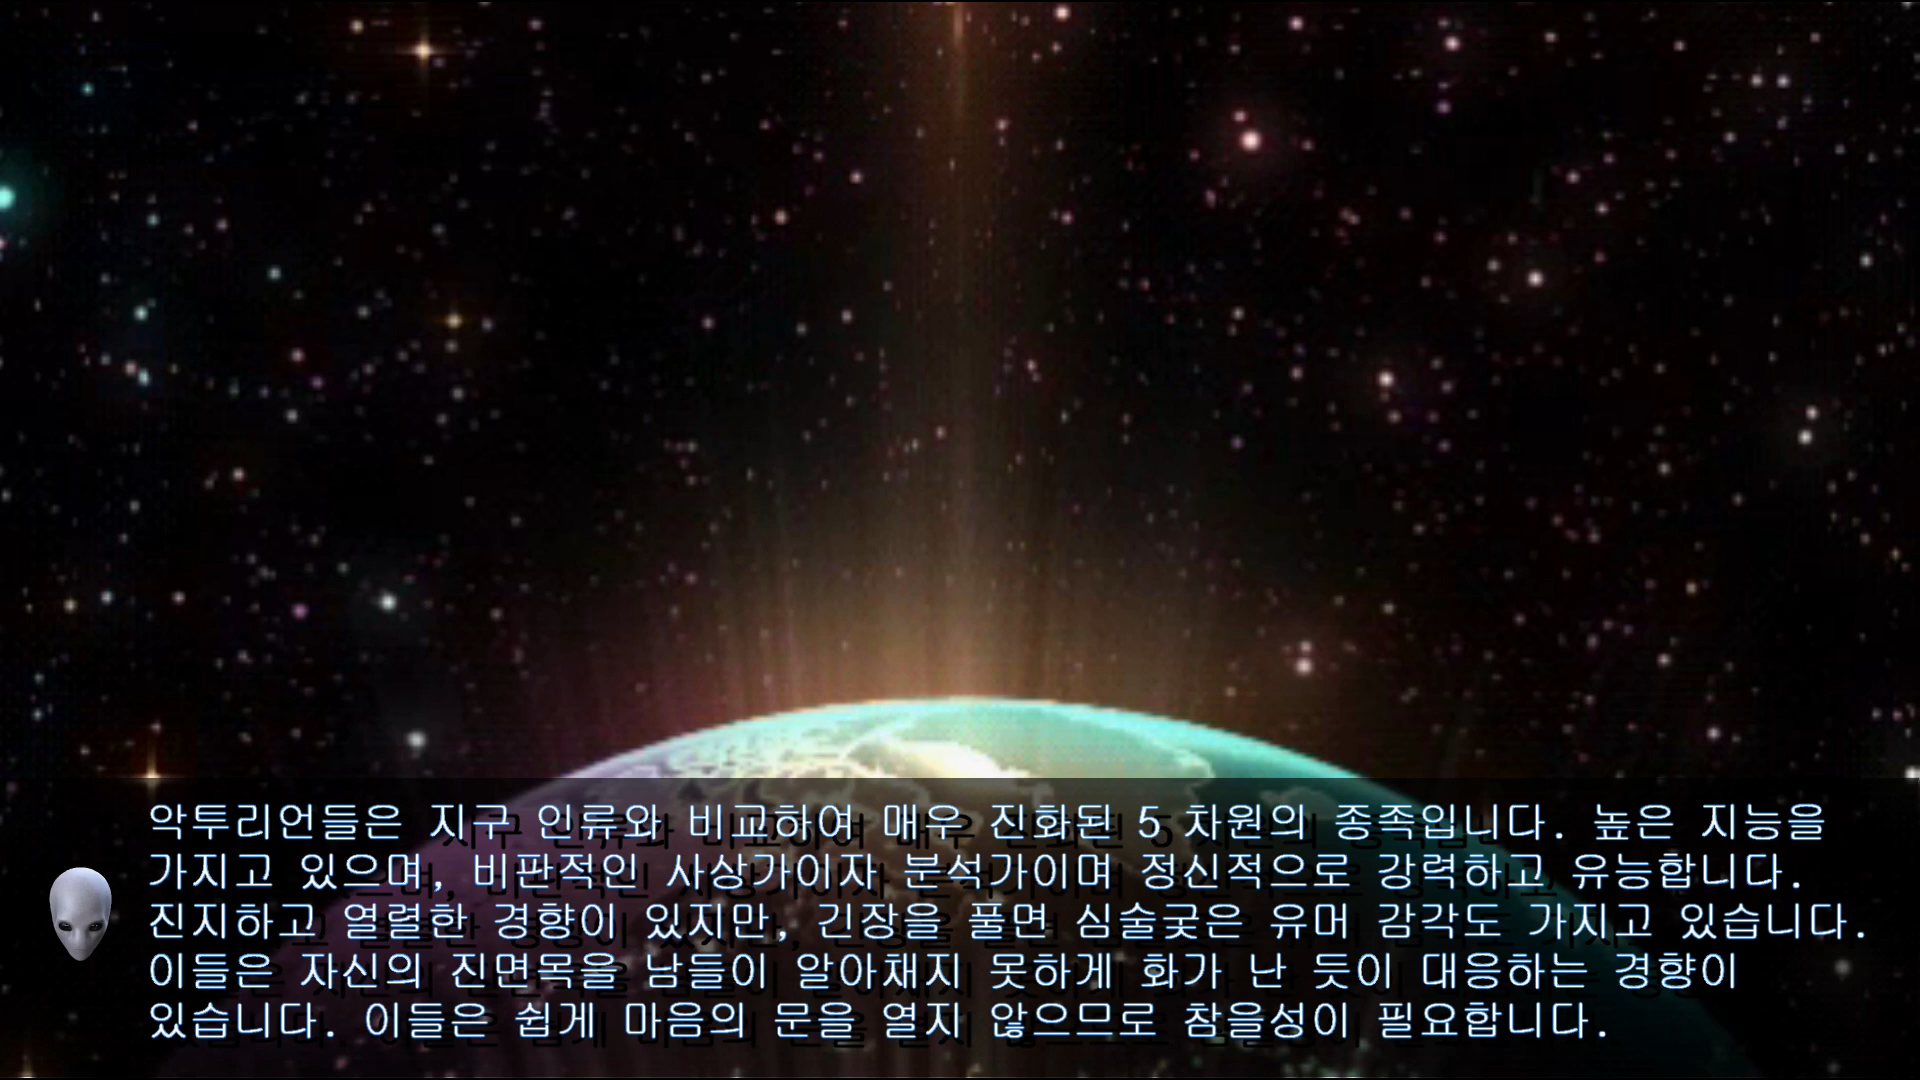 악투리언들은 지구 인류와 비교하여 매우 진화된 5 차원의 종족입니다. 높은 지능을
가지고 있으며, 비판적인 사상가이자 분석가이며 정신적으로 강력하고 유능합니다.
진지하고 열렬한 경향이 있지만, 긴장을 풀면 심술궂은 유머 감각도 가지고 있습니다.
이들은 자신의 진면목을 남들이 알아채지 못하게 화가 난 듯이 대응하는 경향이
있습니다. 이들은 쉽게 마음의 문을 열지 않으므로 참을성이 필요합니다.